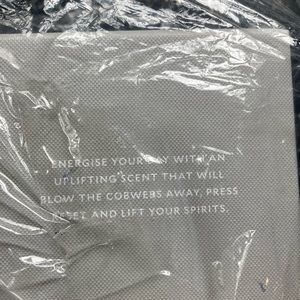 ENERGISE YOUR DAY WITH AN
UPLIFTING SCENT THAT WILL
BLOW THE COBWEBS AWAY, PRESS
RESET AND LIFT YOUR SPIRITS.